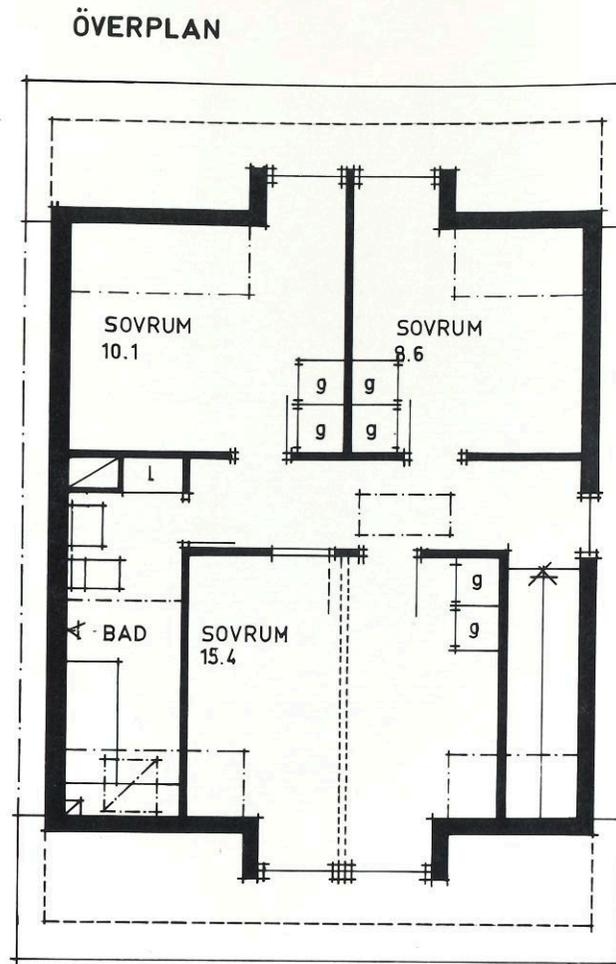 ÖVERPLAN
SOVRUM
10.1
SOVRUM
8.6
g
g
g
g
L
g
g
BAD
SOVRUM
15.4